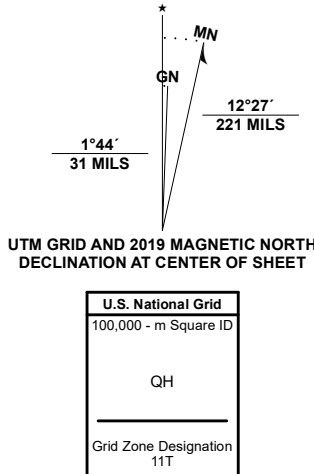 ★
MN
GN
12°27´
221 MILS
1°44´
31 MILS
UTM GRID AND 2019 MAGNETIC NORTH
DECLINATION AT CENTER OF SHEET
U.S. National Grid
100,000 - m Square ID
QH
Grid Zone Designation
11T